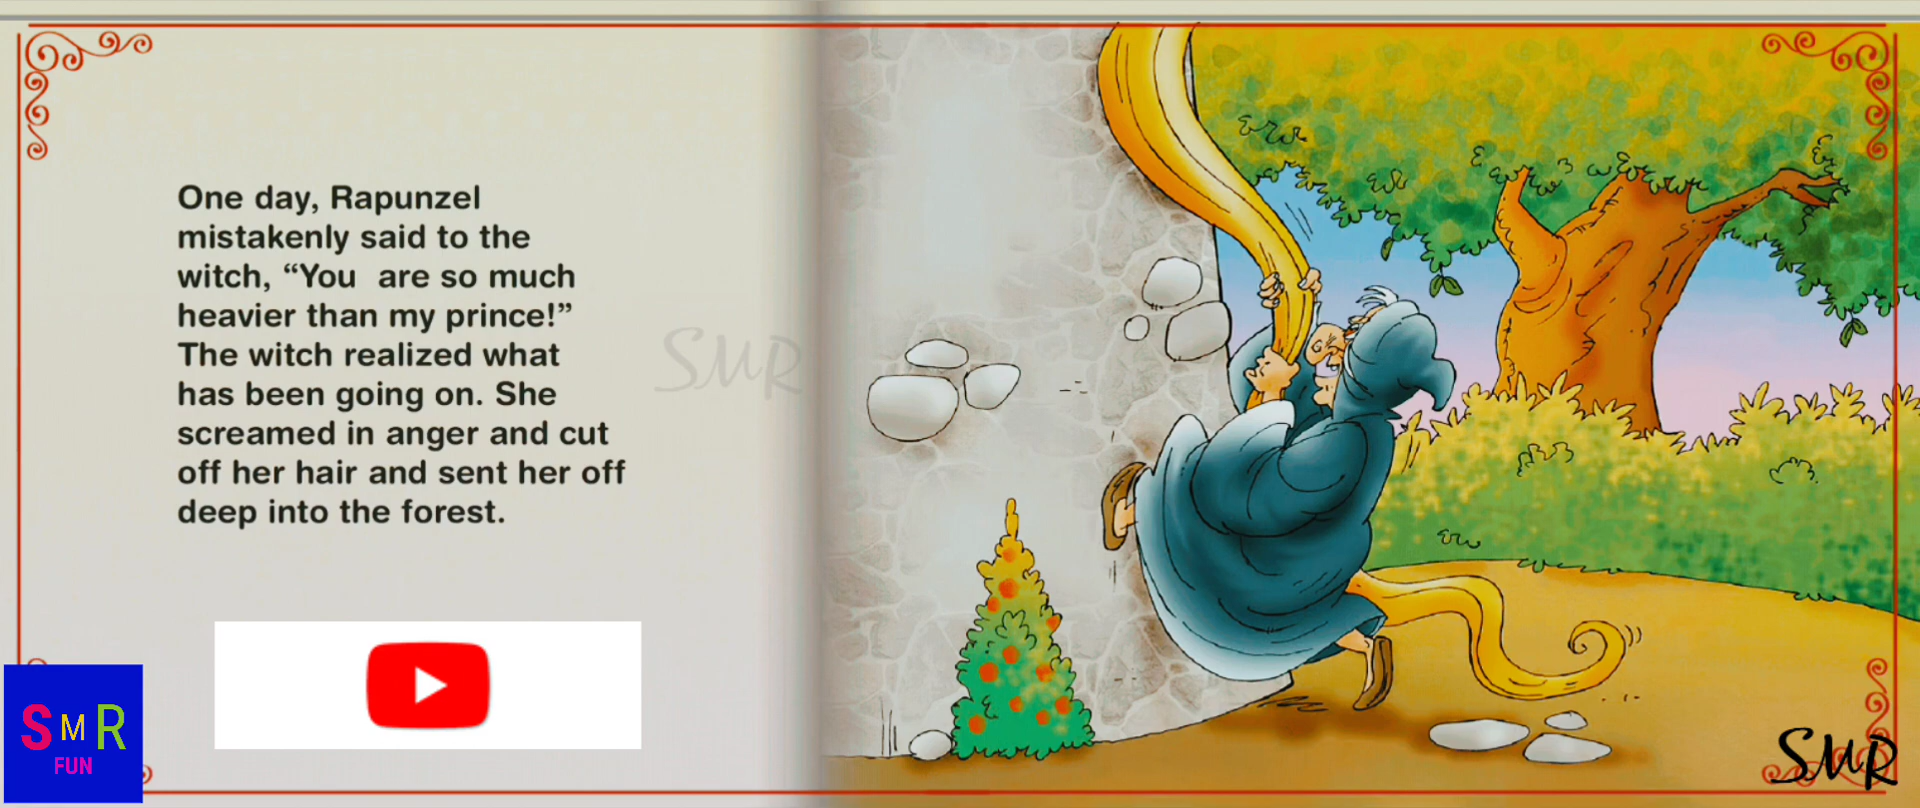 One day, Rapunzel
mistakenly said to the
witch, “You  are so much
heavier than my prince!”
The witch realized what
has been going on. She
screamed in anger and cut
off her hair and sent her off
deep into the forest.
SMR
SMR
FUN
SMR